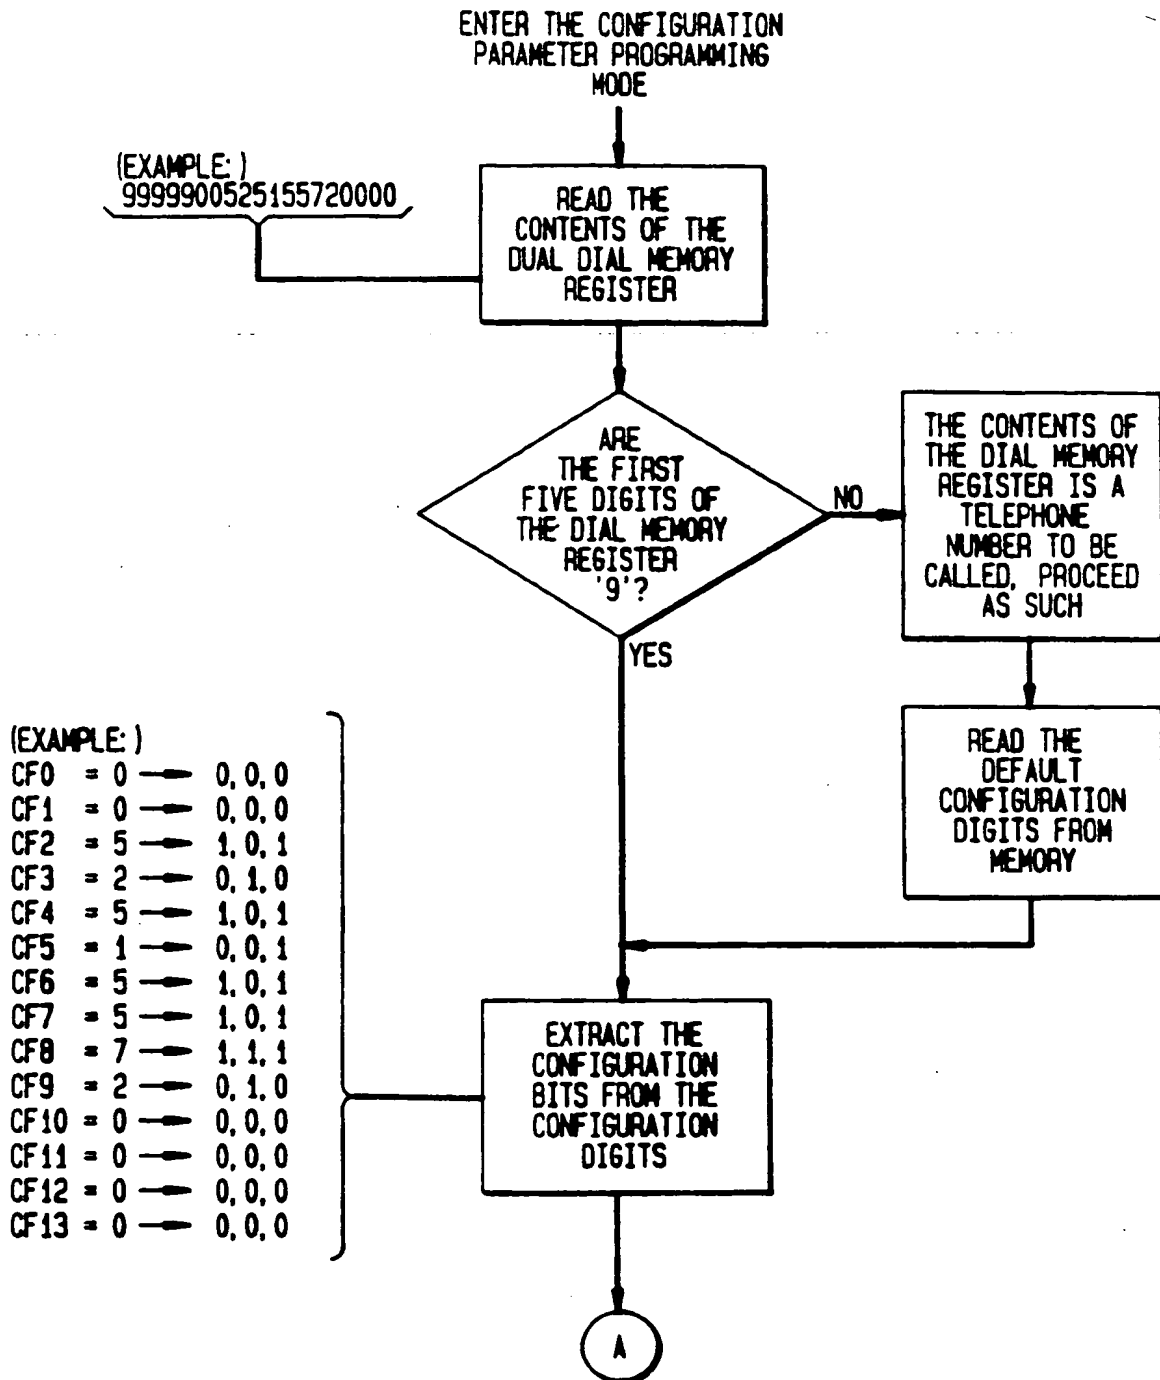 ENTER THE CONFIGURATION
PARAMETER PROGRAMMING
MODE
(EXAMPLE:)
9999900525155720000
READ THE
CONTENTS OF THE
DUAL DIAL MEMORY
REGISTER
ARE
THE FIRST
FIVE DIGITS OF
THE DIAL MEMORY
REGISTER
'9'?
NO
YES
THE CONTENTS OF
THE DIAL MEMORY
REGISTER IS A
TELEPHONE
NUMBER TO BE
CALLED, PROCEED
AS SUCH
READ THE
DEFAULT
CONFIGURATION
DIGITS FROM
MEMORY
(EXAMPLE:)
CF0 = 0 → 0,0,0
CF1 = 0 → 0,0,0
CF2 = 5 → 1,0,1
CF3 = 2 → 0,1,0
CF4 = 5 → 1,0,1
CF5 = 1 → 0,0,1
CF6 = 5 → 1,0,1
CF7 = 5 → 1,0,1
CF8 = 7 → 1,1,1
CF9 = 2 → 0,1,0
CF10 = 0 → 0,0,0
CF11 = 0 → 0,0,0
CF12 = 0 → 0,0,0
CF13 = 0 → 0,0,0
EXTRACT THE
CONFIGURATION
BITS FROM THE
CONFIGURATION
DIGITS
A